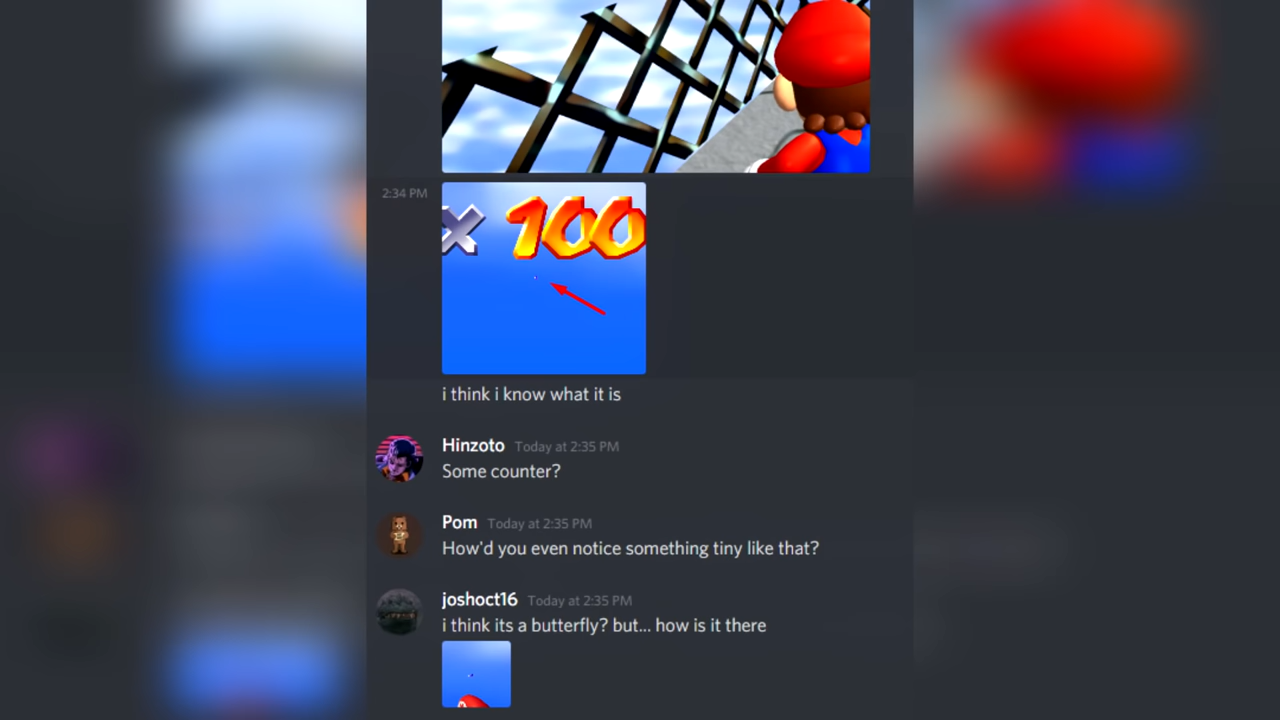 2:34 PM
x 100
i think i know what it is
Hinzoto Today at 2:35 PM
Some counter?
Pom Today at 2:35 PM
How'd you even notice something tiny like that?
joshoct16 Today at 2:35 PM
i think its a butterfly? but... how is it there